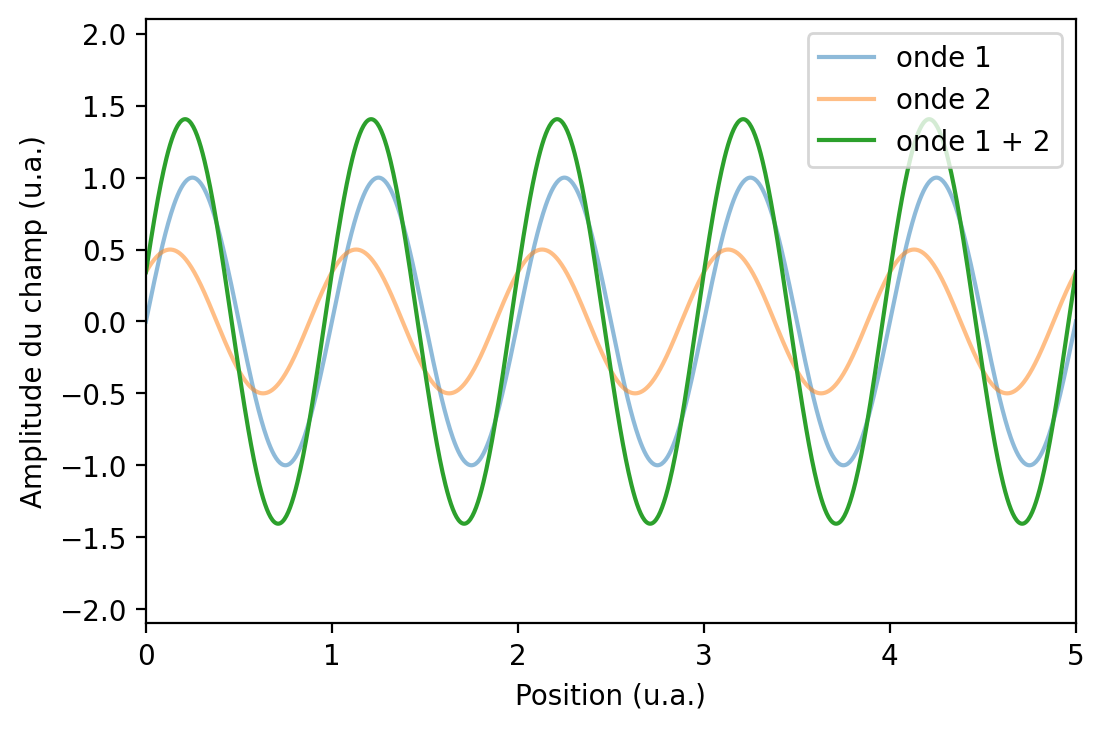 2.0
1.5
1.0
0.5
0.0
−0.5
−1.0
−1.5
−2.0
Amplitude du champ (u.a.)
onde 1
onde 2
onde 1 + 2
0 1 2 3 4 5
Position (u.a.)